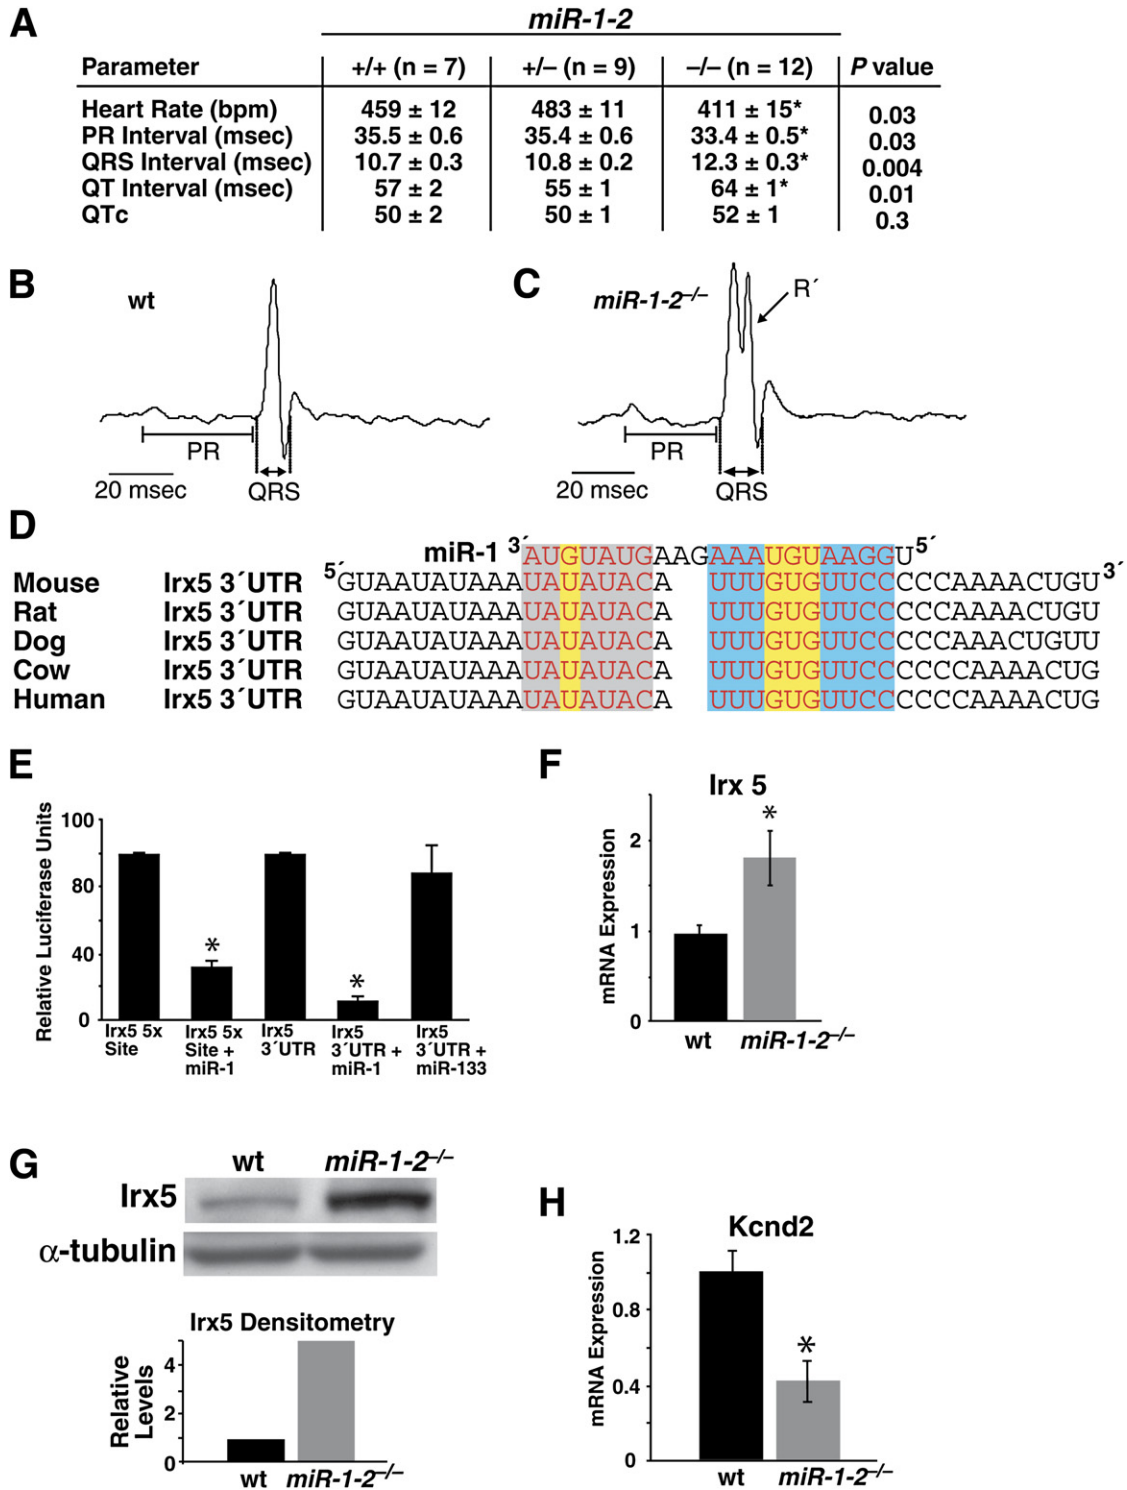 A
miR-1-2
Parameter +/+ (n = 7) +/– (n = 9) –/– (n = 12) P value
Heart Rate (bpm) 459 ± 12 483 ± 11 411 ± 15* 0.03
PR Interval (msec) 35.5 ± 0.6 35.4 ± 0.6 33.4 ± 0.5* 0.03
QRS Interval (msec) 10.7 ± 0.3 10.8 ± 0.2 12.3 ± 0.3* 0.004
QT Interval (msec) 57 ± 2 55 ± 1 64 ± 1* 0.01
QTc 50 ± 2 50 ± 1 52 ± 1 0.3
B
wt
PR
20 msec
QRS
C
miR-1-2–/–
R´
PR
20 msec
QRS
D
miR-1 3´AUGUAUGAAGAAAUGUAAGGU5´
Mouse Irx5 3´UTR 5´GUAAUAUAAAUAUAUACA UUUGUGUUCCCCCAAAACUGU3´
Rat Irx5 3´UTR GUAAUAUAAAUAUAUACA UUUGUGUUCCCCCAAAACUGU
Dog Irx5 3´UTR GUAAUAUAAAUAUAUACA UUUGUGUUCCCCCAAACUGUU
Cow Irx5 3´UTR GUAAUAUAAAUAUAUACA UUUGUGUUCCCCCCAAAACUG
Human Irx5 3´UTR GUAAUAUAAAUAUAUACA UUUGUGUUCCCCCCAAAACUG
E
Relative Luciferase Units
100
80
40
0
Irx5 5x
Site
Irx5 5x
Site +
miR-1
Irx5
3´UTR
Irx5
3´UTR +
miR-1
Irx5
3´UTR +
miR-133
*
*
F
Irx 5
mRNA Expression
2
1
0
*
wt miR-1-2–/–
G
wt miR-1-2–/–
Irx5
α-tubulin
Irx5 Densitometry
Relative
Levels
4
2
0
wt miR-1-2–/–
H
Kcnd2
mRNA Expression
1.2
0.8
0.4
0
*
wt miR-1-2–/–